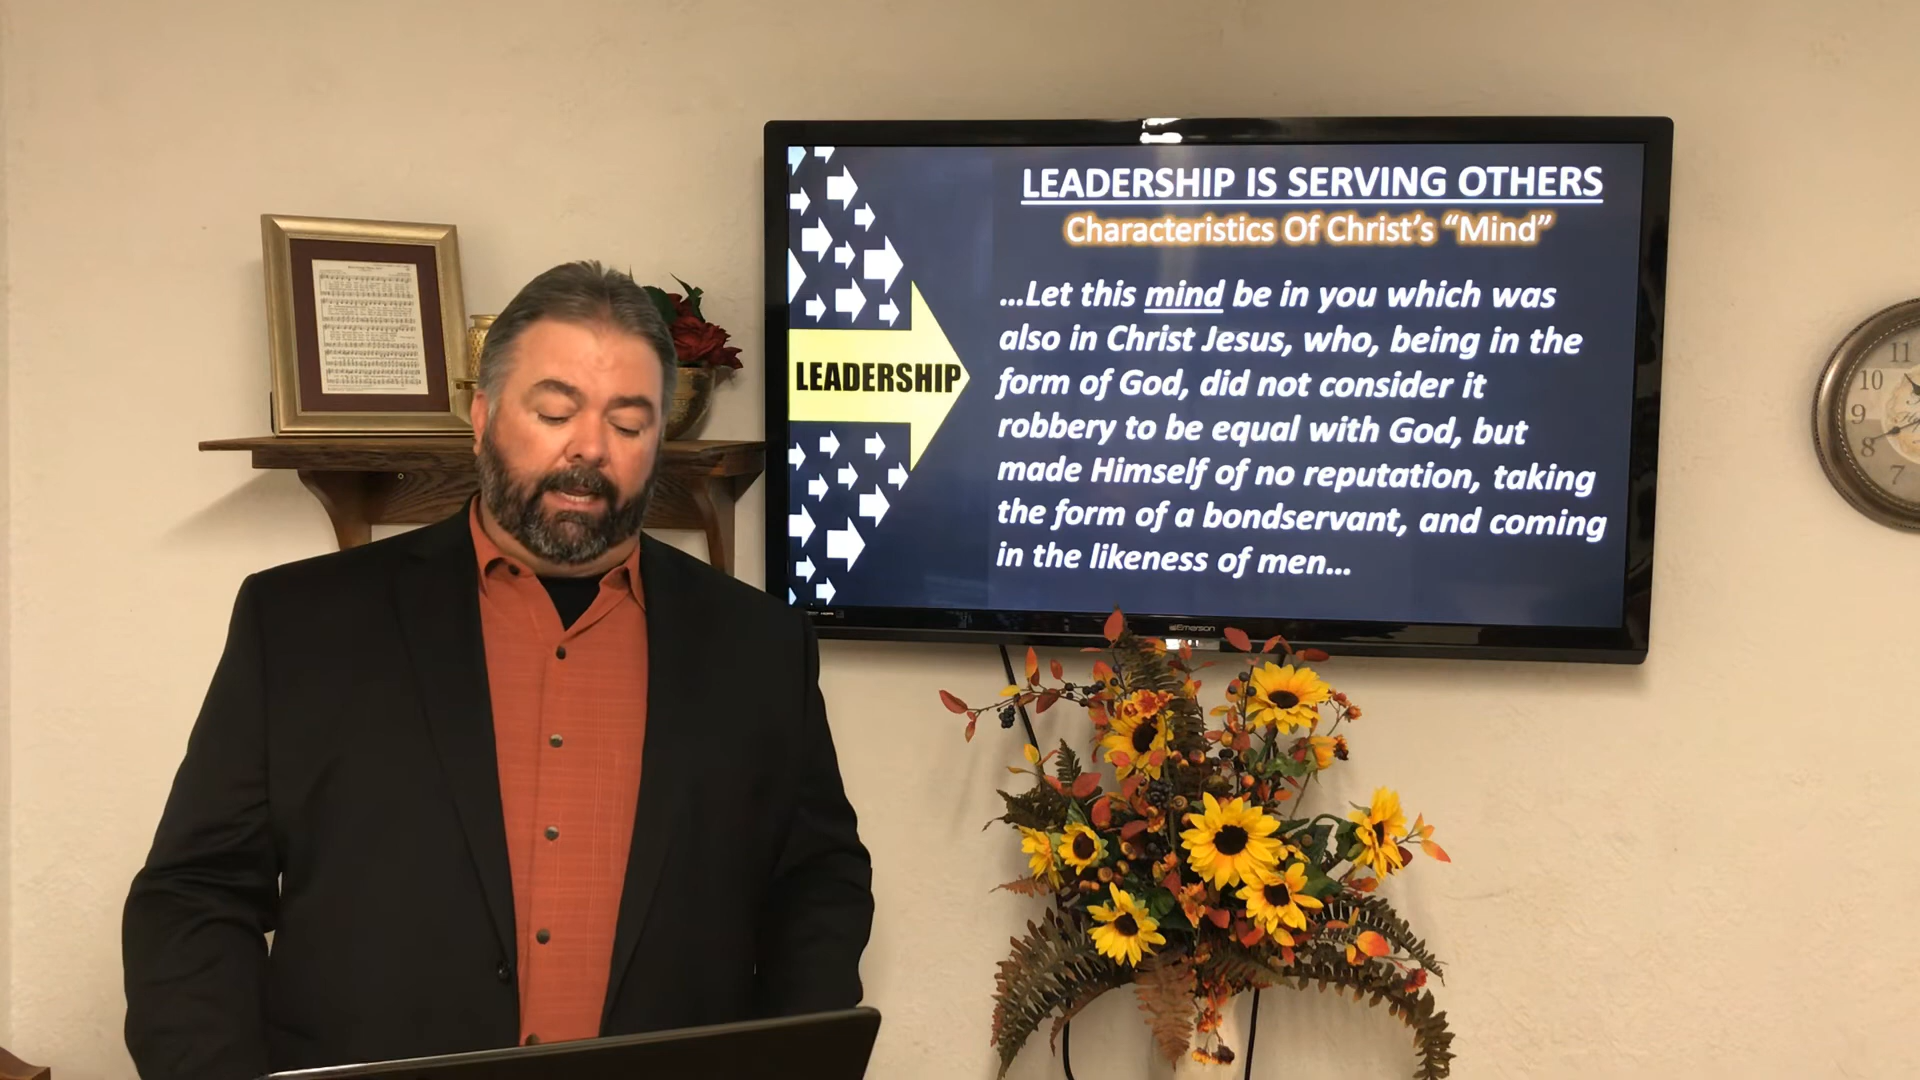 LEADERSHIP IS SERVING OTHERS
Characteristics Of Christ's “Mind”
...Let this mind be in you which was
also in Christ Jesus, who, being in the
form of God, did not consider it
robbery to be equal with God, but
made Himself of no reputation, taking
the form of a bondservant, and coming
in the likeness of men...
LEADERSHIP
Emerson
11
10
9
8
7